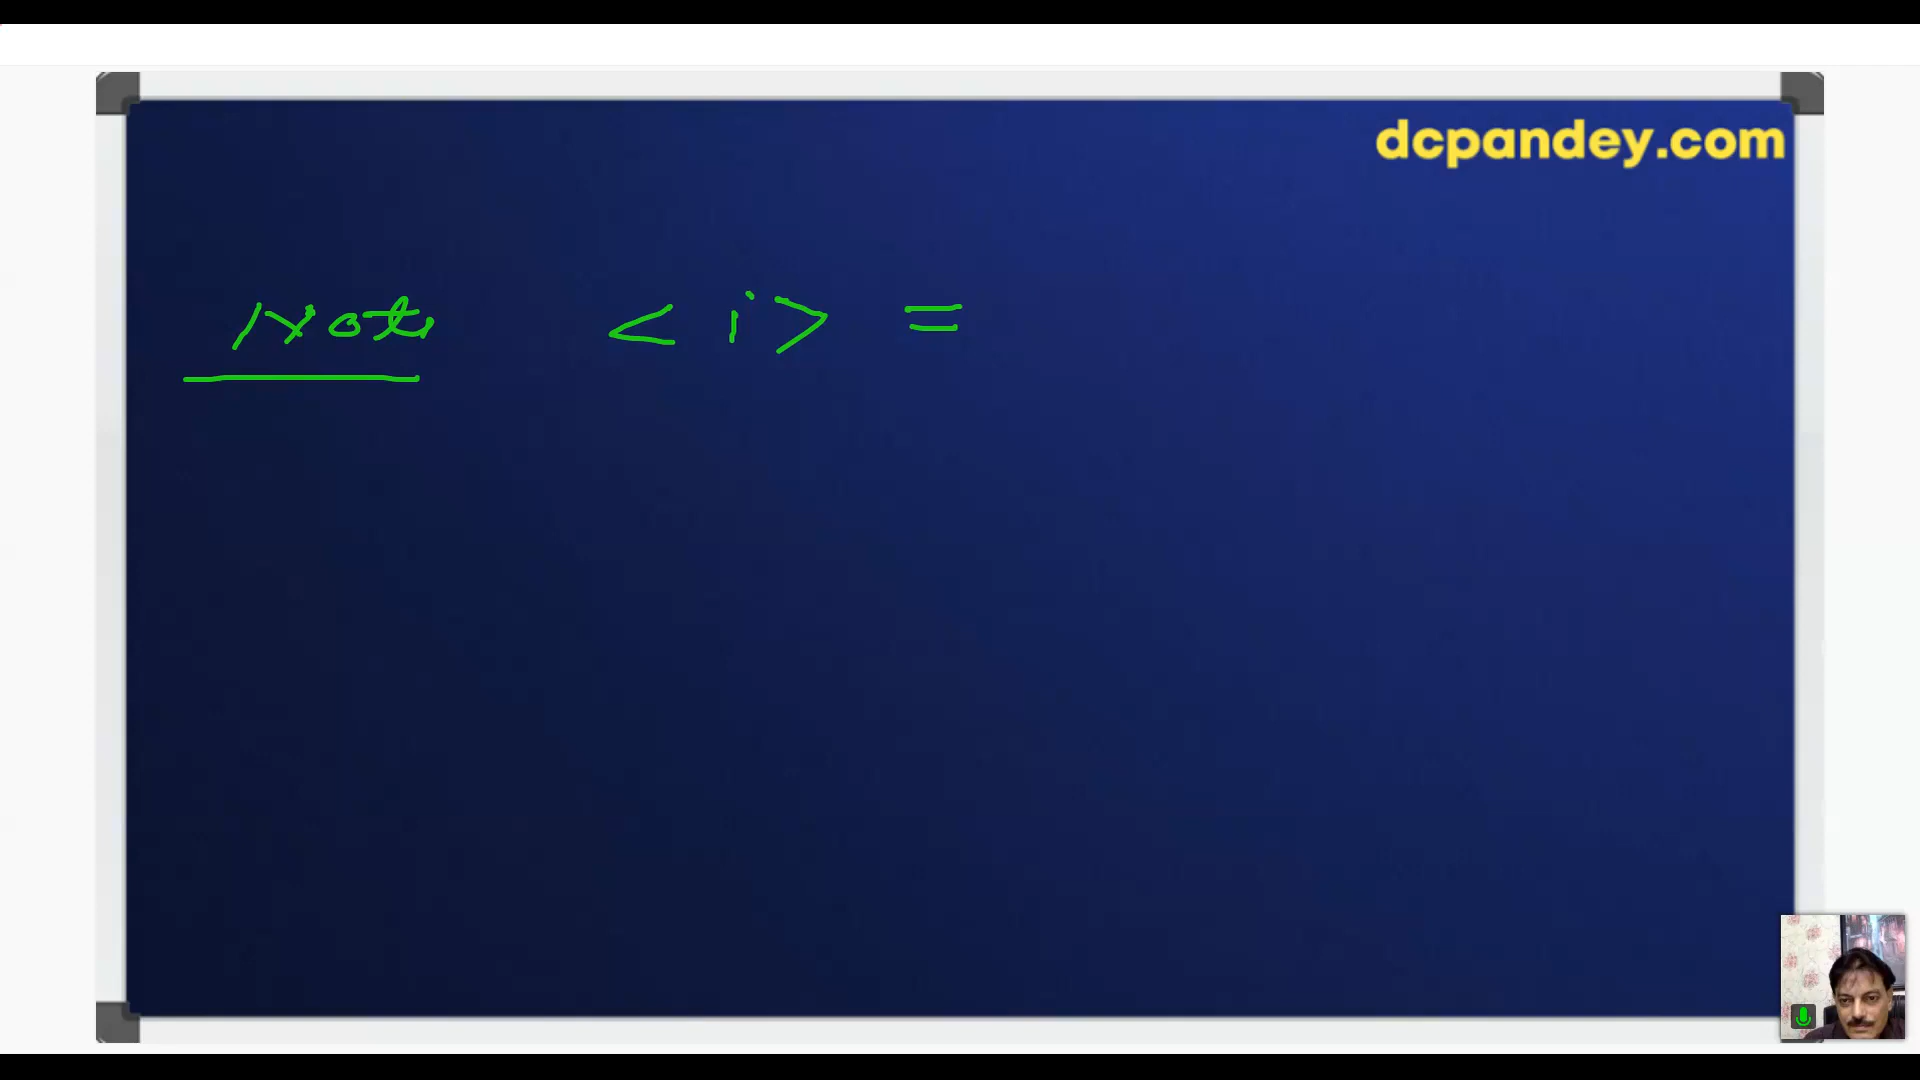 dcpandey.com
Note < i > =